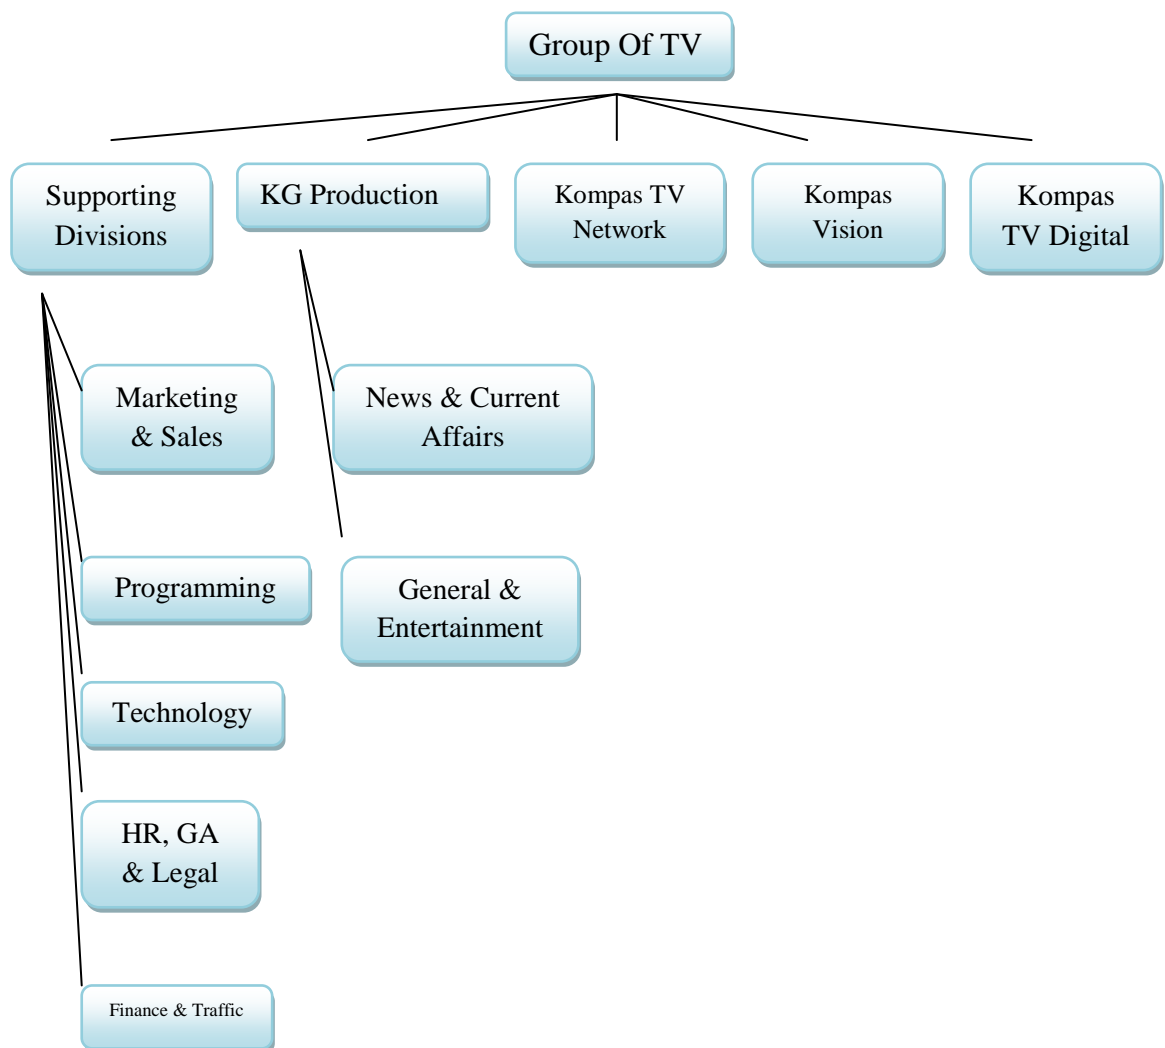 Group Of TV
Supporting
Divisions
KG Production
Kompas TV
Network
Kompas
Vision
Kompas
TV Digital
Marketing
& Sales
News & Current
Affairs
Programming
General &
Entertainment
Technology
HR, GA
& Legal
Finance & Traffic